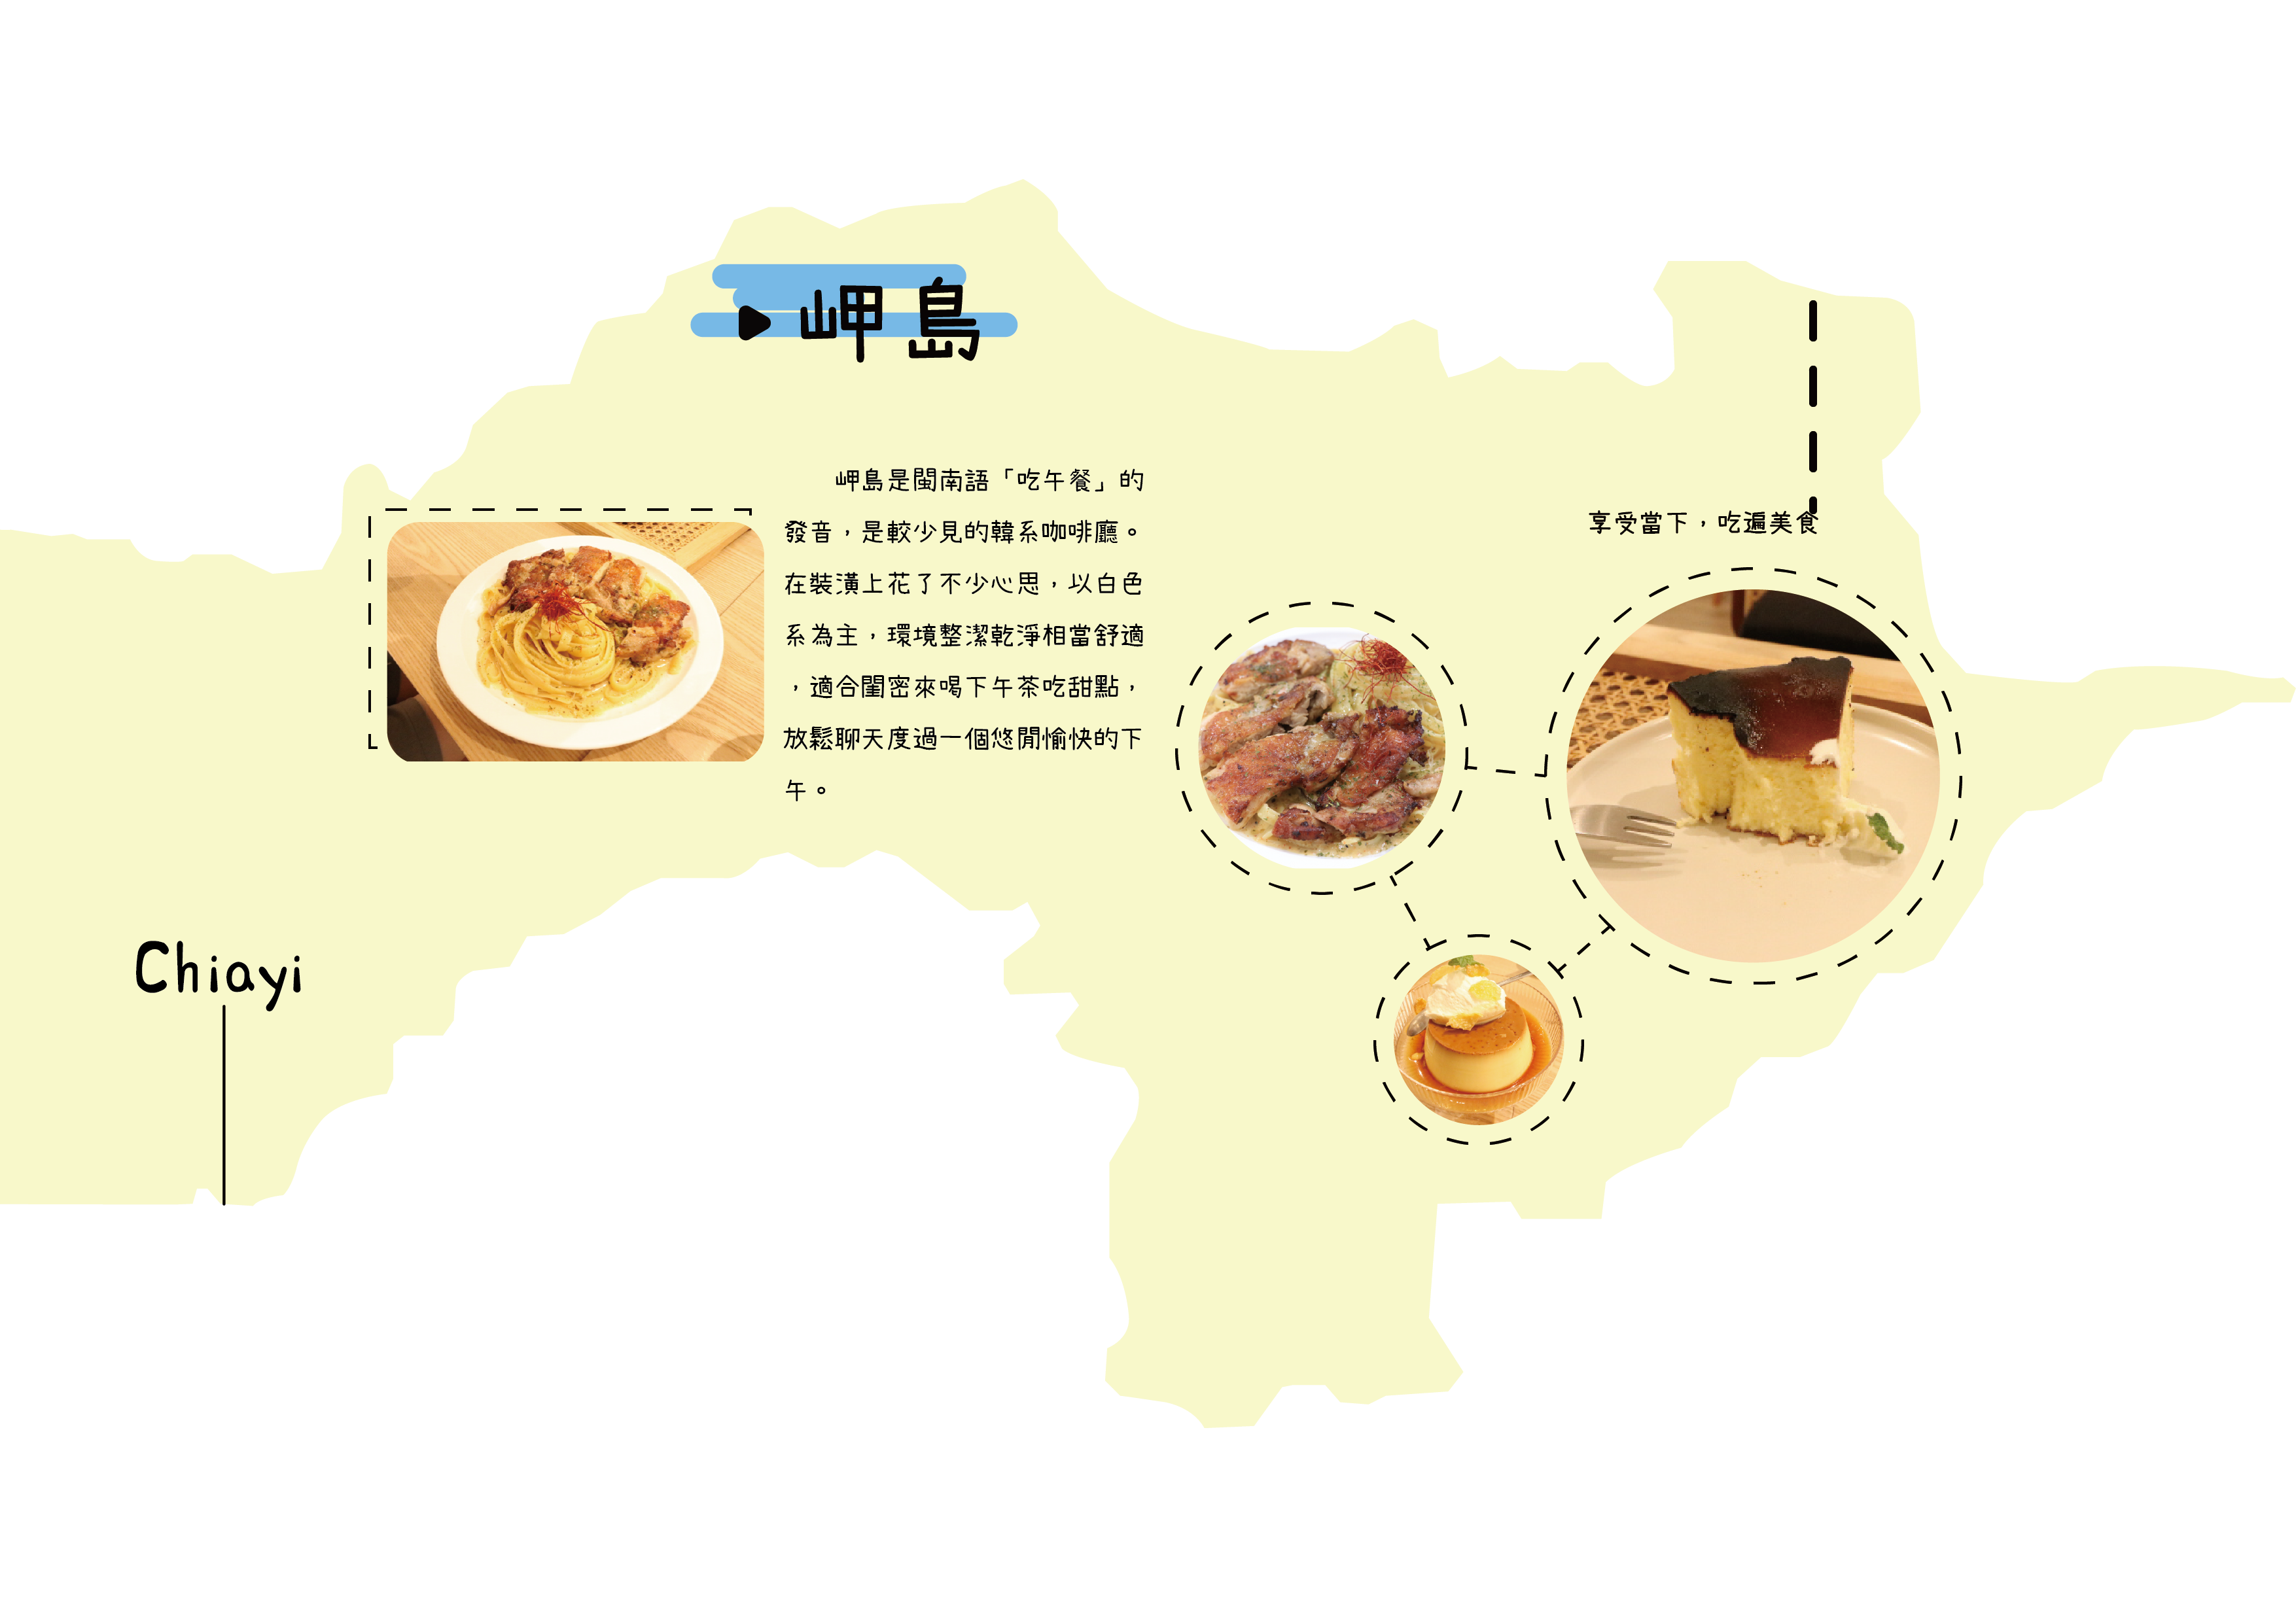 岬島
岬島是閩南語「吃午餐」的
發音，是較少見的韓系咖啡廳。
在裝潢上花了不少心思，以白色
系為主，環境整潔乾淨相當舒適
，適合閨密來喝下午茶吃甜點，
放鬆聊天度過一個悠閒愉快的下
午。
享受當下，吃遍美食
Chiayi